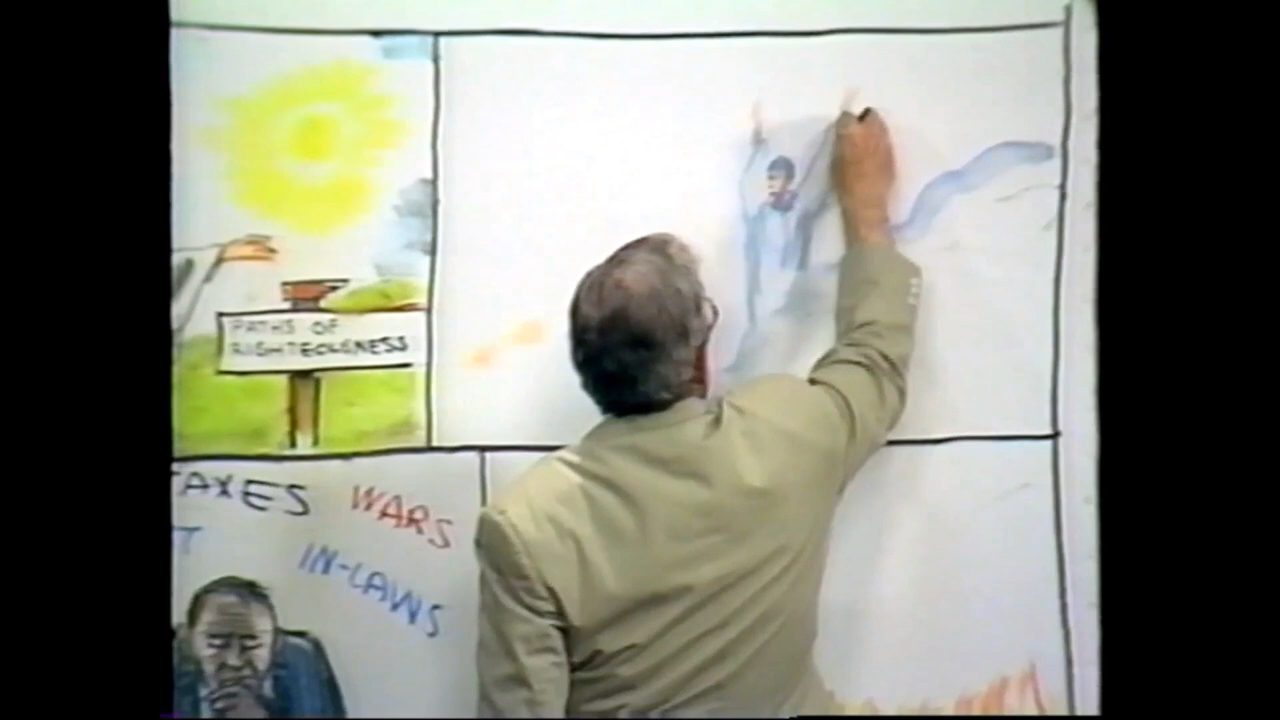 PATHS OF
RIGHTEOUSNESS
TAXES WARS
T
IN-LAWS